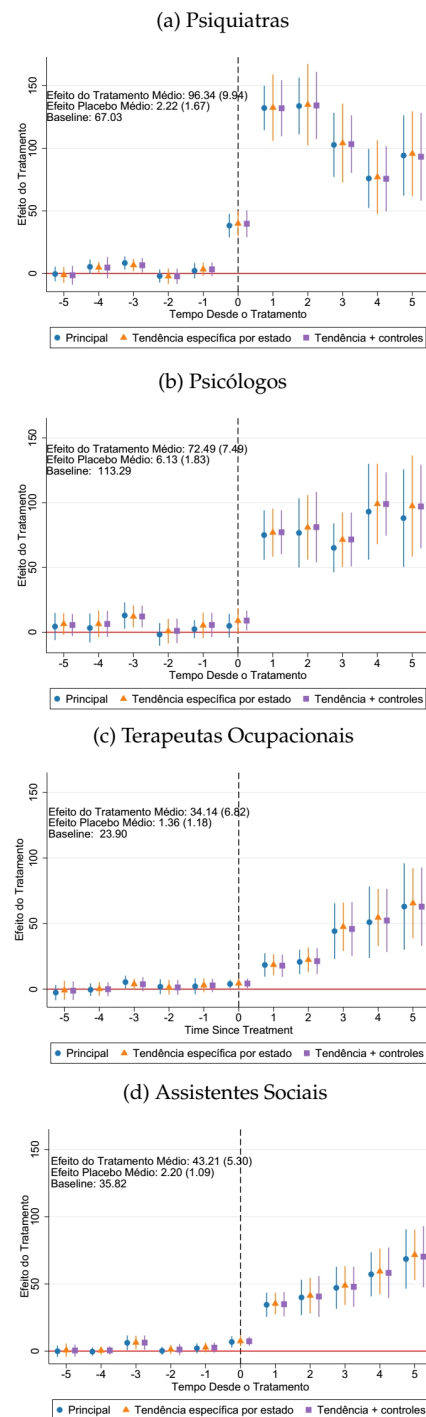 (a) Psiquiatras
150
100
50
0
Efeito do Tratamento
Efeito do Tratamento Médio: 96.34 (9.94)
Efeito Placebo Médio: 2.22 (1.67)
Baseline: 67.03
-5 -4 -3 -2 -1 0 1 2 3 4 5
Tempo Desde o Tratamento
Principal Tendência específica por estado Tendência + controles
(b) Psicólogos
150
100
50
0
Efeito do Tratamento
Efeito do Tratamento Médio: 72.49 (7.49)
Efeito Placebo Médio: 6.13 (1.83)
Baseline: 113.29
-5 -4 -3 -2 -1 0 1 2 3 4 5
Tempo Desde o Tratamento
Principal Tendência específica por estado Tendência + controles
(c) Terapeutas Ocupacionais
150
100
50
0
Efeito do Tratamento
Efeito do Tratamento Médio: 34.14 (6.82)
Efeito Placebo Médio: 1.36 (1.18)
Baseline: 23.90
-5 -4 -3 -2 -1 0 1 2 3 4 5
Time Since Treatment
Principal Tendência específica por estado Tendência + controles
(d) Assistentes Sociais
150
100
50
0
Efeito do Tratamento
Efeito do Tratamento Médio: 43.21 (5.30)
Efeito Placebo Médio: 2.20 (1.09)
Baseline: 35.82
-5 -4 -3 -2 -1 0 1 2 3 4 5
Tempo Desde o Tratamento
Principal Tendência específica por estado Tendência + controles